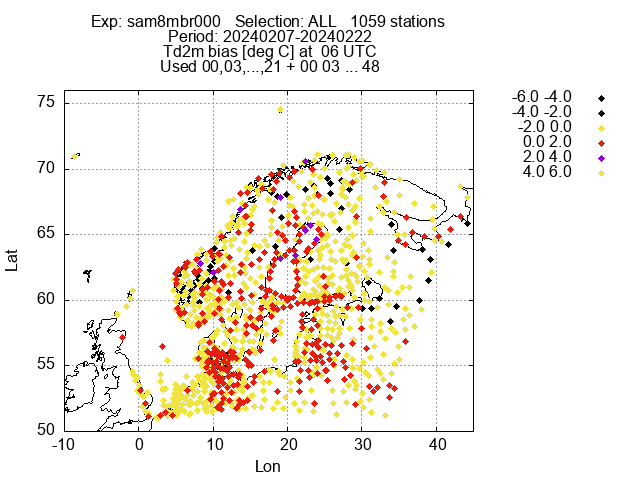 Exp: sam8mbr000 Selection: ALL 1059 stations
Period: 20240207-20240222
Td2m bias [deg C] at 06 UTC
Used 00,03,...,21 + 00 03 ... 48
-6.0 -4.0
-4.0 -2.0
-2.0 0.0
0.0 2.0
2.0 4.0
4.0 6.0
75
70
65
60
55
50
Lat
-10 0 10 20 30 40
Lon